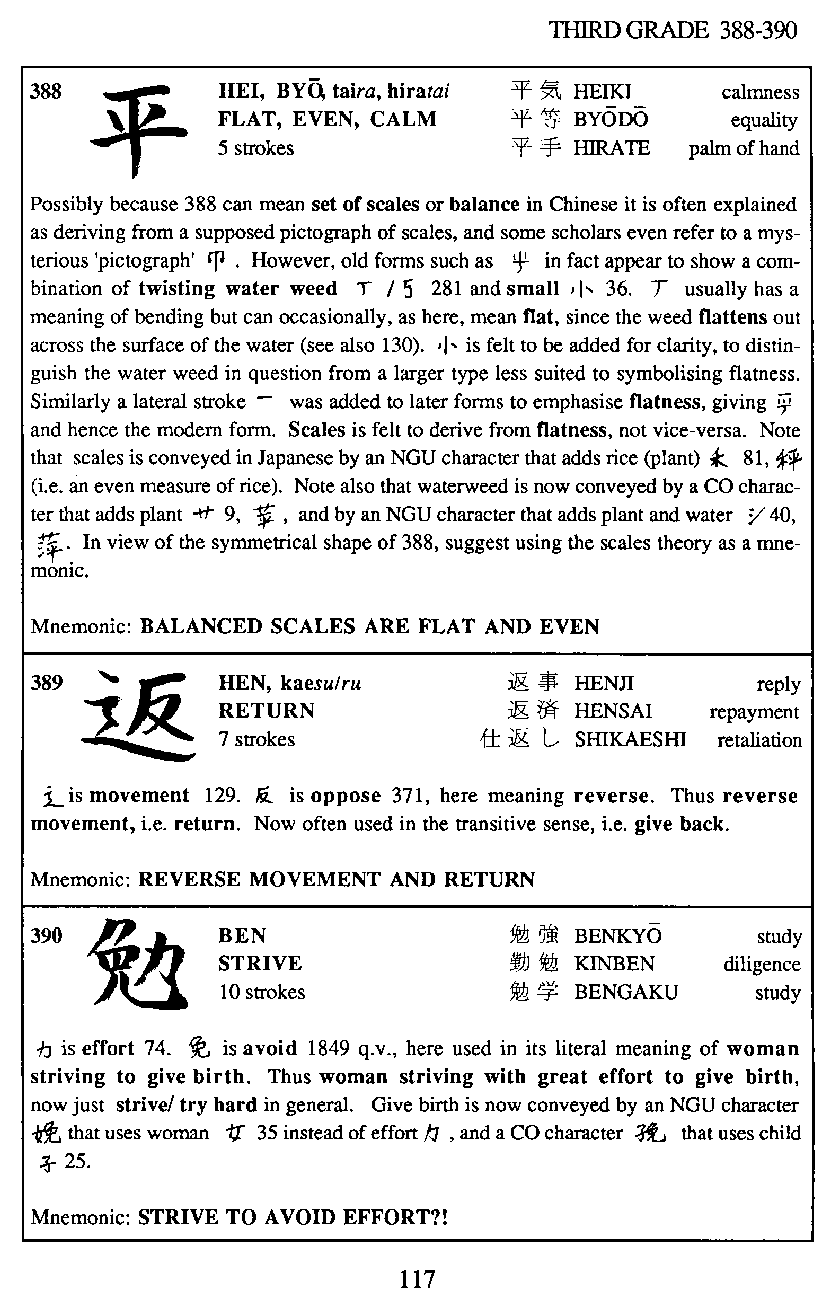 THIRD GRADE 388-390
388 平 HEI, BYŌ, taira, hiratai 平気 HEIKI calmness
FLAT, EVEN, CALM 平等 BYŌDŌ equality
5 strokes 平手 HIRATE palm of hand
Possibly because 388 can mean set of scales or balance in Chinese it is often explained
as deriving from a supposed pictograph of scales, and some scholars even refer to a mys-
terious 'pictograph' . However, old forms such as in fact appear to show a com-
bination of twisting water weed 丁 / 5 281 and small 小 36. 丁 usually has a
meaning of bending but can occasionally, as here, mean flat, since the weed flattens out
across the surface of the water (see also 130). 小 is felt to be added for clarity, to distin-
guish the water weed in question from a larger type less suited to symbolising flatness.
Similarly a lateral stroke 一 was added to later forms to emphasise flatness, giving
and hence the modern form. Scales is felt to derive from flatness, not vice-versa. Note
that scales is conveyed in Japanese by an NGU character that adds rice (plant) 禾 81, 秤
(i.e. an even measure of rice). Note also that waterweed is now conveyed by a CO charac-
ter that adds plant 艹 9, 苹 , and by an NGU character that adds plant and water 氵 40,
萍. In view of the symmetrical shape of 388, suggest using the scales theory as a mne-
monic.
Mnemonic: BALANCED SCALES ARE FLAT AND EVEN
389 返 HEN, kaesu/ru 返事 HENJI reply
RETURN 返済 HENSAI repayment
7 strokes 仕返し SHIKAESHI retaliation
辶 is movement 129. 反 is oppose 371, here meaning reverse. Thus reverse
movement, i.e. return. Now often used in the transitive sense, i.e. give back.
Mnemonic: REVERSE MOVEMENT AND RETURN
390 勉 BEN 勉強 BENKYŌ study
STRIVE 勤勉 KINBEN diligence
10 strokes 勉学 BENGAKU study
力 is effort 74. 免 is avoid 1849 q.v., here used in its literal meaning of woman
striving to give birth. Thus woman striving with great effort to give birth,
now just strive/ try hard in general. Give birth is now conveyed by an NGU character
娩 that uses woman 女 35 instead of effort 力 , and a CO character 㝃 that uses child
子 25.
Mnemonic: STRIVE TO AVOID EFFORT?!
117